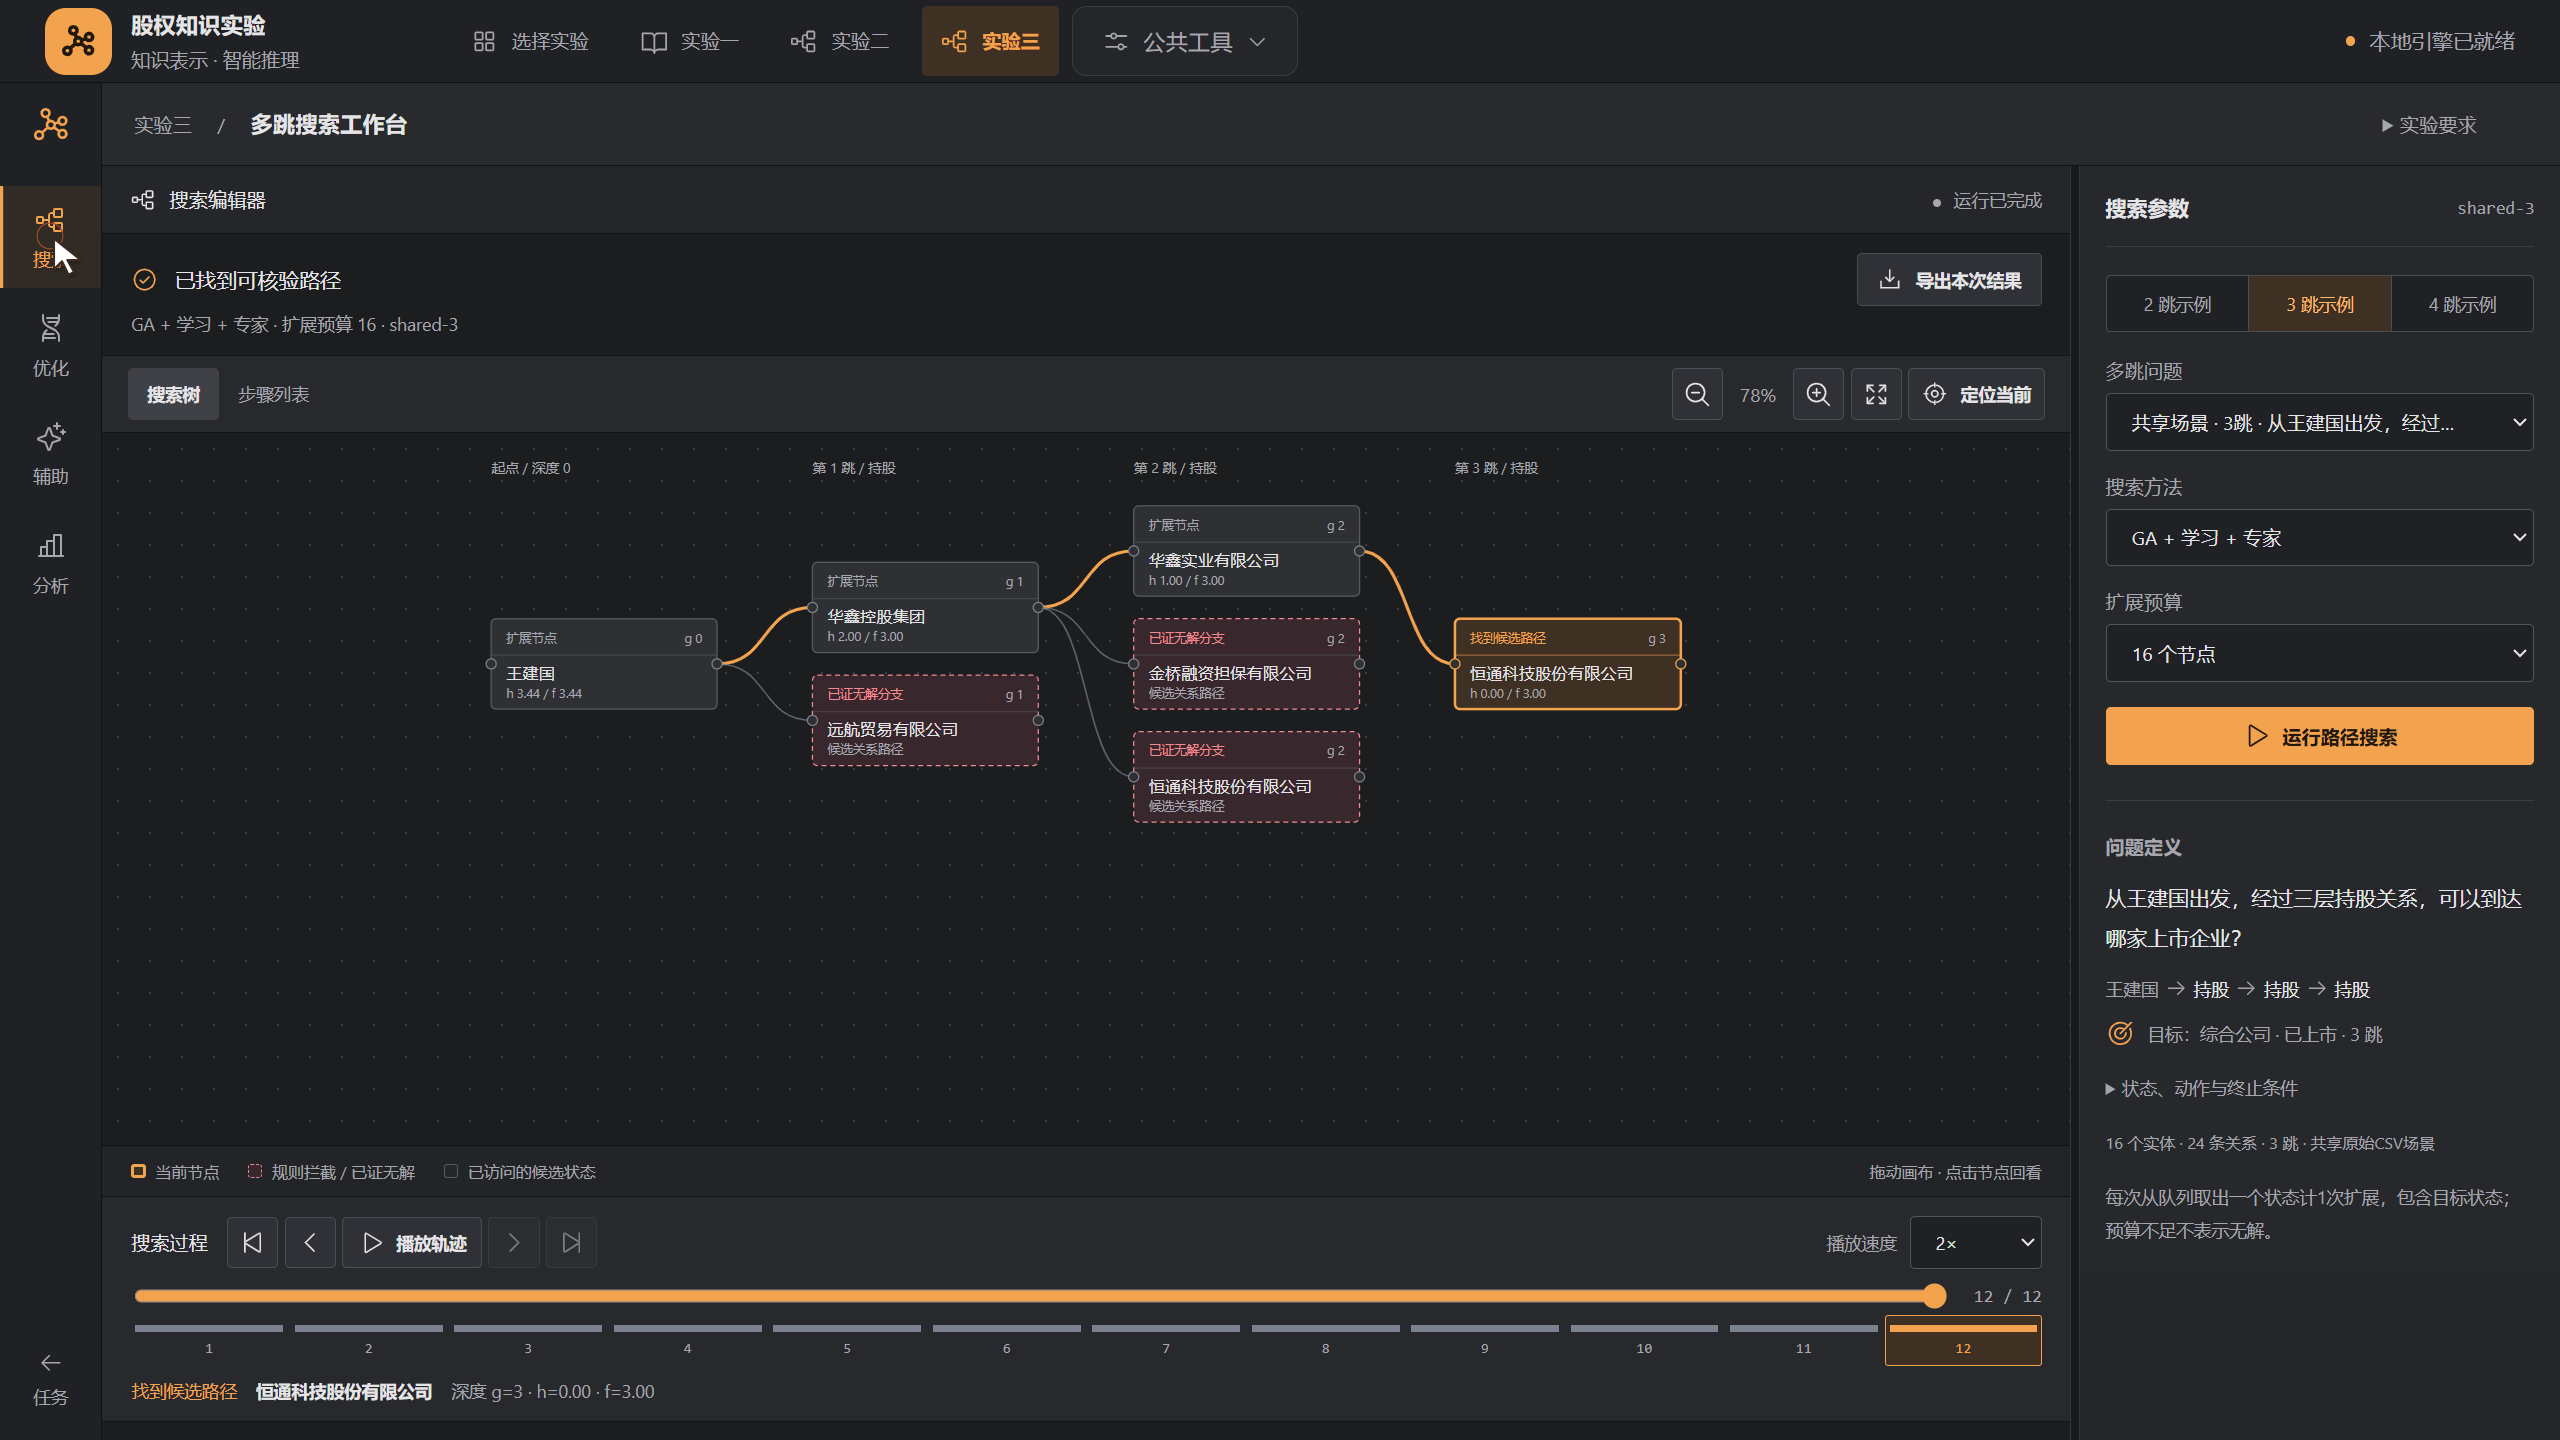 股权知识实验
知识表示 · 智能推理
选择实验
实验一
实验二
实验三
公共工具
本地引擎已就绪
实验三 / 多跳搜索工作台
实验要求
优化
辅助
分析
任务
搜索编辑器
运行已完成
已找到可核验路径
GA + 学习 + 专家 · 扩展预算 16 · shared-3
导出本次结果
搜索树
步骤列表
78%
定位当前
起点 / 深度 0
第 1 跳 / 持股
第 2 跳 / 持股
第 3 跳 / 持股
扩展节点 g 0
王建国
h 3.44 / f 3.44
扩展节点 g 1
华鑫控股集团
h 2.00 / f 3.00
已证无解分支 g 1
远航贸易有限公司
候选关系路径
扩展节点 g 2
华鑫实业有限公司
h 1.00 / f 3.00
已证无解分支 g 2
金桥融资担保有限公司
候选关系路径
已证无解分支 g 2
恒通科技股份有限公司
候选关系路径
找到候选路径 g 3
恒通科技股份有限公司
h 0.00 / f 3.00
当前节点
规则拦截 / 已证无解
已访问的候选状态
拖动画布 · 点击节点回看
搜索过程
播放轨迹
播放速度
2×
12 / 12
1 2 3 4 5 6 7 8 9 10 11 12
找到候选路径 恒通科技股份有限公司 深度 g=3 · h=0.00 · f=3.00
搜索参数
shared-3
2 跳示例
3 跳示例
4 跳示例
多跳问题
共享场景 · 3跳 · 从王建国出发，经过...
搜索方法
GA + 学习 + 专家
扩展预算
16 个节点
运行路径搜索
问题定义
从王建国出发，经过三层持股关系，可以到达
哪家上市企业？
王建国 → 持股 → 持股 → 持股
目标：综合公司 · 已上市 · 3 跳
状态、动作与终止条件
16 个实体 · 24 条关系 · 3 跳 · 共享原始CSV场景
每次从队列取出一个状态计1次扩展，包含目标状态；
预算不足不表示无解。